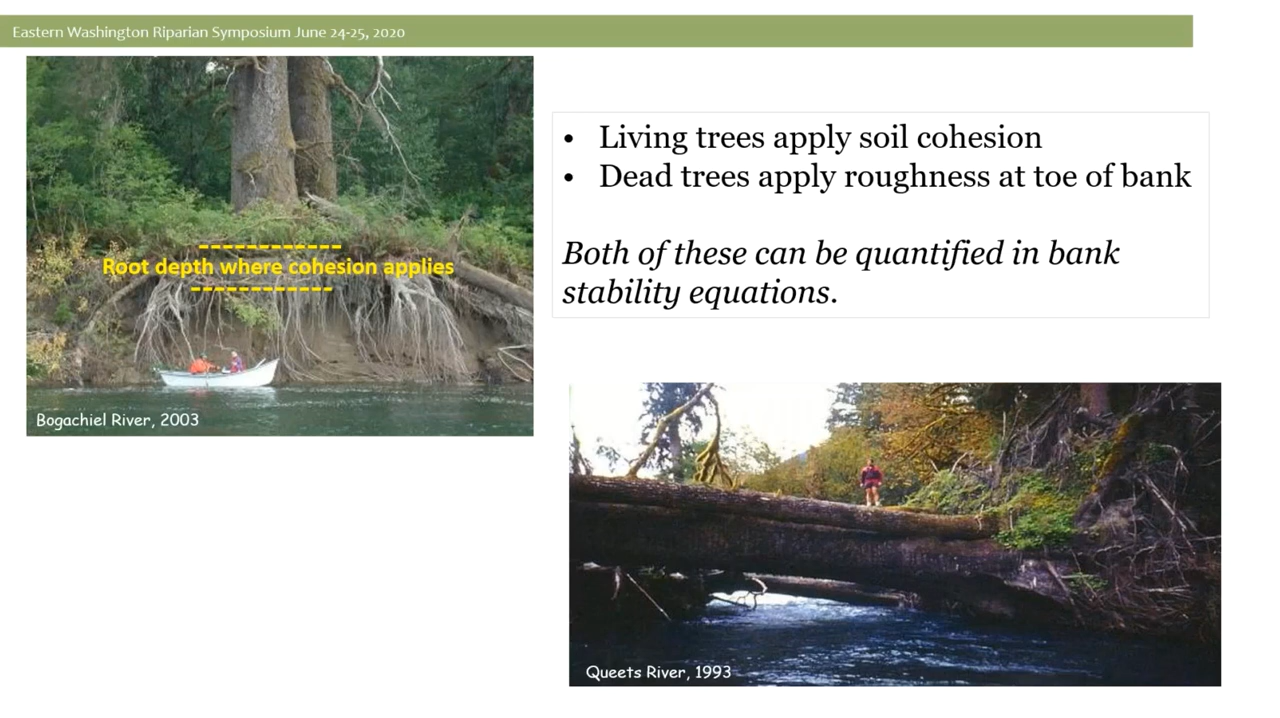 Eastern Washington Riparian Symposium June 24-25, 2020
Root depth where cohesion applies
Bogachiel River, 2003
• Living trees apply soil cohesion
• Dead trees apply roughness at toe of bank
Both of these can be quantified in bank
stability equations.
Queets River, 1993